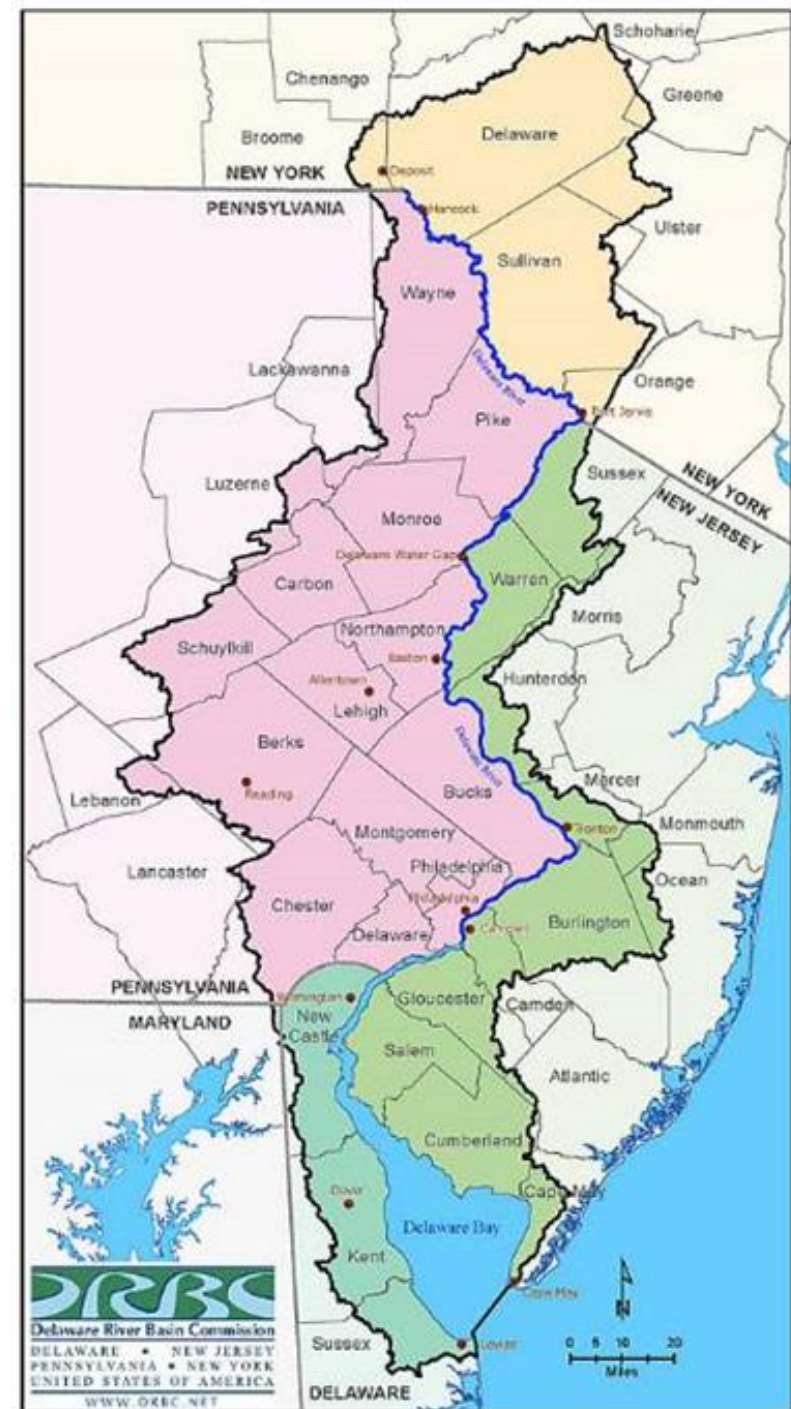 Schoharie
Chenango
Greene
Delaware
Broome
NEW YORK
Deposit
PENNSYLVANIA
Hancock
Ulster
Sullivan
Wayne
Lackawanna
Delaware River
Orange
Port Jervis
Pike
Luzerne
Sussex
NEW YORK
NEW JERSEY
Monroe
Delaware Water Gap
Warren
Carbon
Morris
Northampton
Schuylkill
Easton
Hunterdon
Allentown
Lehigh
Berks
Delaware River
Mercer
Reading
Bucks
Lebanon
Trenton
Monmouth
Montgomery
Lancaster
Philadelphia
Ocean
Chester
Philadelphia
Burlington
Delaware
Camden
PENNSYLVANIA
Wilmington
Gloucester
Camden
MARYLAND
New
Castle
Salem
Atlantic
Cumberland
Cape May
Dover
Delaware Bay
Kent
Cape May
N
DRBC
Delaware River Basin Commission
DELAWARE • NEW JERSEY
PENNSYLVANIA • NEW YORK
UNITED STATES OF AMERICA
WWW.DRBC.NET
Sussex
Lewes
DELAWARE
0 5 10 20
Miles